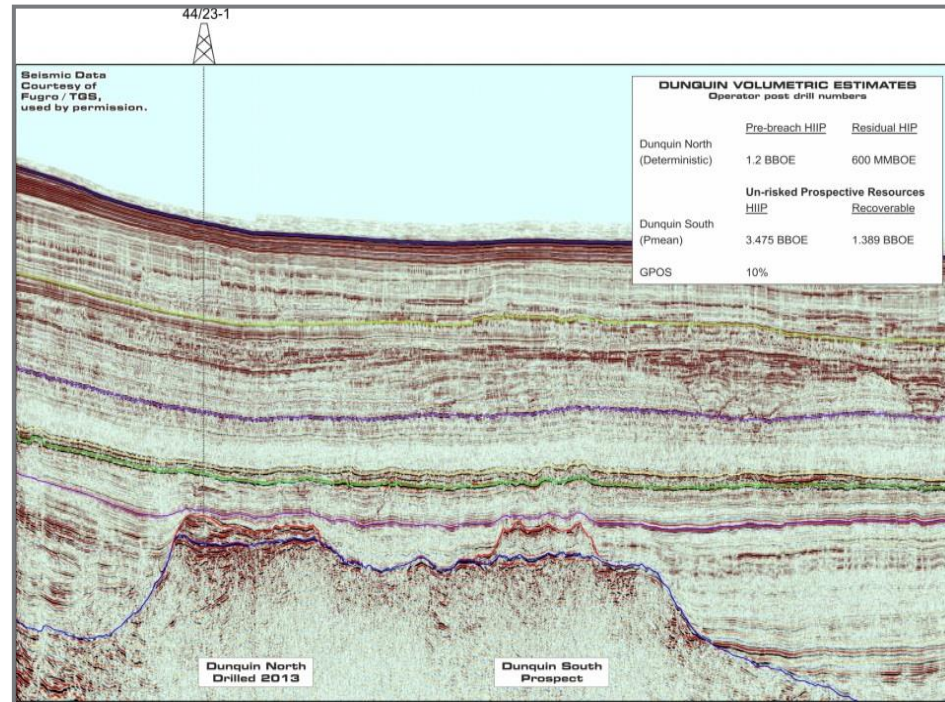 44/23-1
Seismic Data
Courtesy of
Fugro / TGS,
used by permission.
DUNQUIN VOLUMETRIC ESTIMATES
Operator post drill numbers
Pre-breach HIIP Residual HIP
Dunquin North
(Deterministic) 1.2 BBOE 600 MMBOE
Un-risked Prospective Resources
HIIP Recoverable
Dunquin South
(Pmean) 3.475 BBOE 1.389 BBOE
GPOS 10%
Dunquin North
Drilled 2013
Dunquin South
Prospect